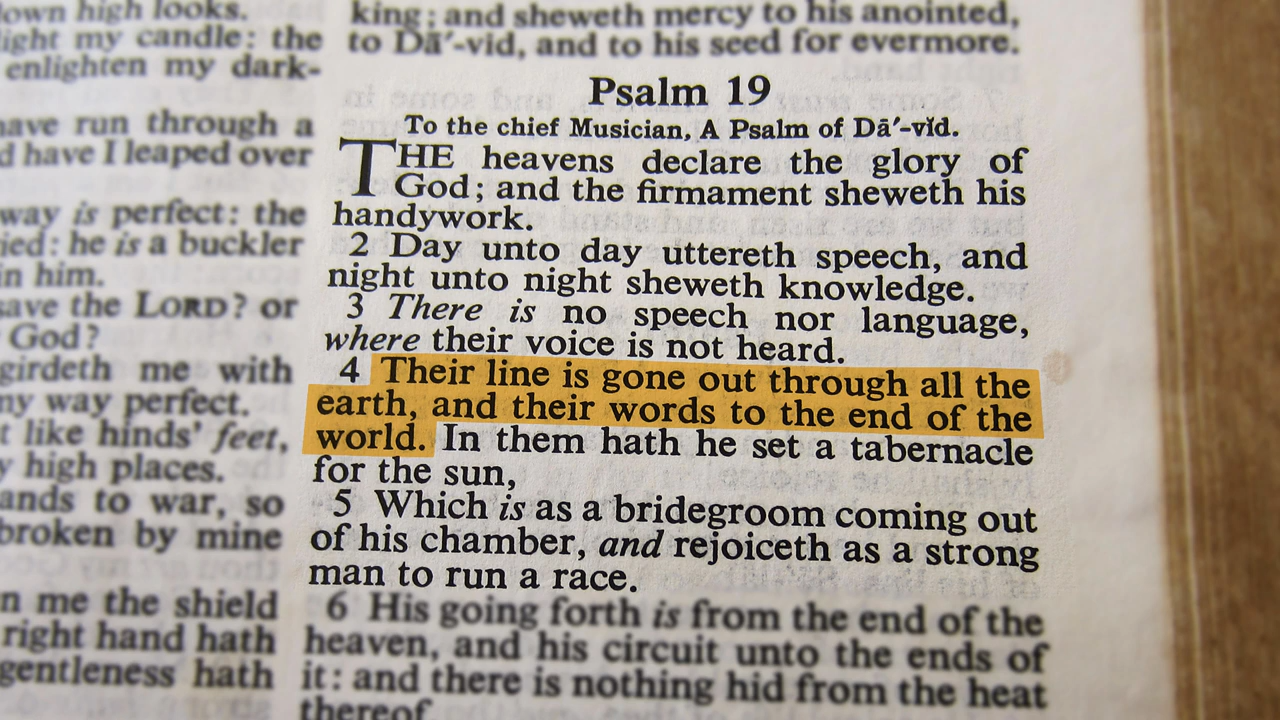 own high looks.
light my candle: the
enlighten my dark-
have run through a
d have I leaped over
way is perfect: the
ied: he is a buckler
in him.
save the LORD? or
God?
girdeth me with
my way perfect.
t like hinds' feet,
y high places.
ands to war, so
broken by mine
n me the shield
right hand hath
gentleness hath
king; and sheweth mercy to his anointed,
to Dā′-vid, and to his seed for evermore.
Psalm 19
To the chief Musician, A Psalm of Dā′-vĭd.
THE heavens declare the glory of
God; and the firmament sheweth his
handywork.
2 Day unto day uttereth speech, and
night unto night sheweth knowledge.
3 There is no speech nor language,
where their voice is not heard.
4 Their line is gone out through all the
earth, and their words to the end of the
world. In them hath he set a tabernacle
for the sun,
5 Which is as a bridegroom coming out
of his chamber, and rejoiceth as a strong
man to run a race.
6 His going forth is from the end of the
heaven, and his circuit unto the ends of
it: and there is nothing hid from the heat
thereof